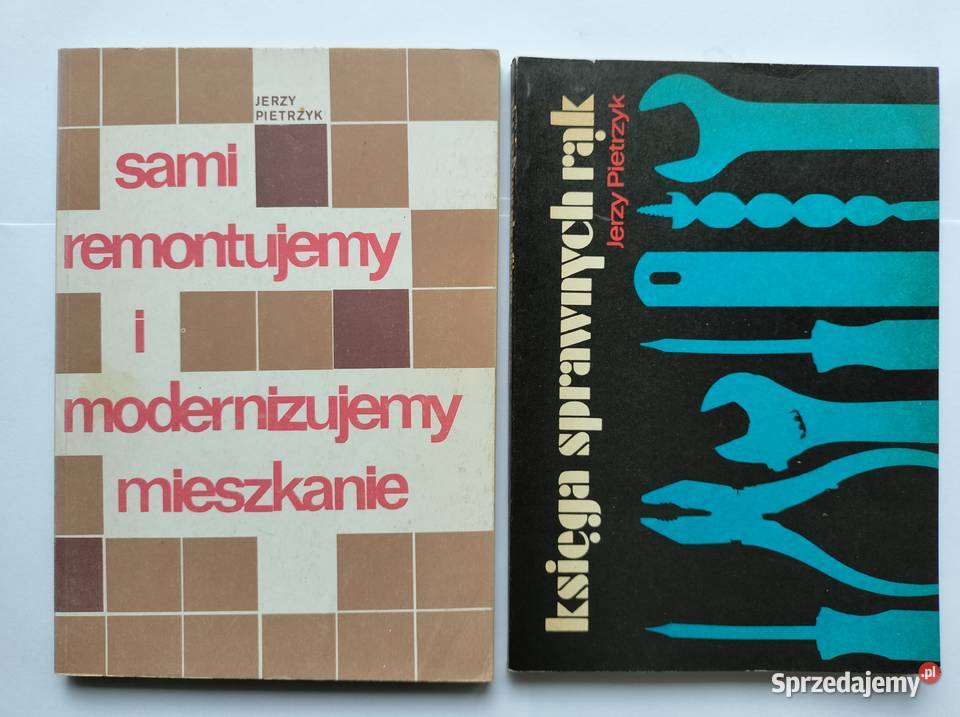 JERZY
PIETRZYK
sami
remontujemy
i
modernizujemy
mieszkanie
księga sprawnych rąk
Jerzy Pietrzyk
Sprzedajemy.pl